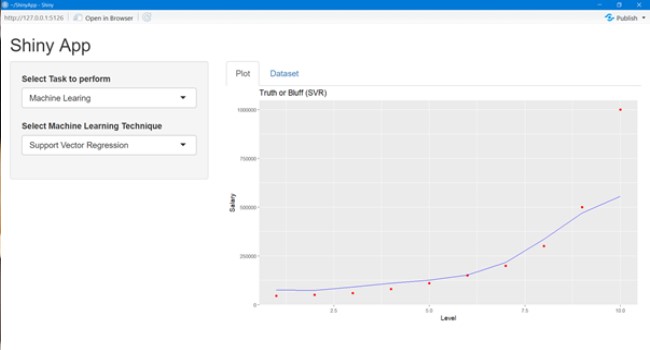 ~/ShinyApp - Shiny
http://127.0.0.1:5126 Open in Browser Publish
Shiny App
Select Task to perform
Machine Learing
Select Machine Learning Technique
Support Vector Regression
Plot Dataset
Truth or Bluff (SVR)
1000000
750000
500000
250000
0
Salary
2.5 5.0 7.5 10.0
Level